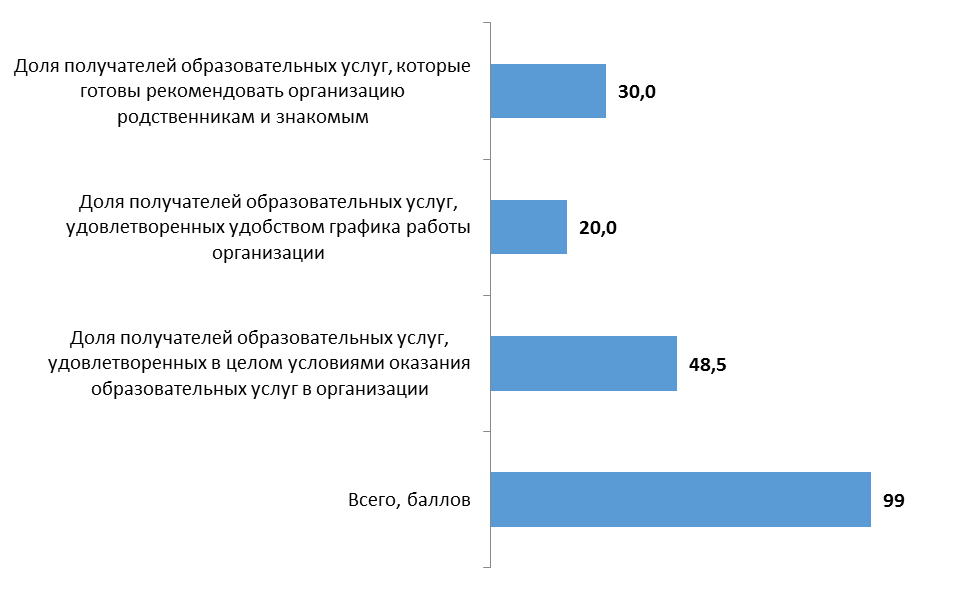 Доля получателей образовательных услуг, которые
готовы рекомендовать организацию
родственникам и знакомым
30,0
Доля получателей образовательных услуг,
удовлетворенных удобством графика работы
организации
20,0
Доля получателей образовательных услуг,
удовлетворенных в целом условиями оказания
образовательных услуг в организации
48,5
Всего, баллов
99